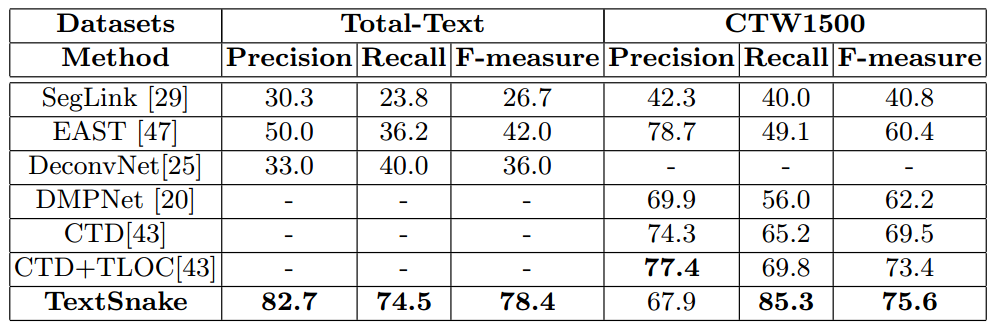 Datasets Total-Text CTW1500
Method Precision Recall F-measure Precision Recall F-measure
SegLink [29] 30.3 23.8 26.7 42.3 40.0 40.8
EAST [47] 50.0 36.2 42.0 78.7 49.1 60.4
DeconvNet[25] 33.0 40.0 36.0 - - -
DMPNet [20] - - - 69.9 56.0 62.2
CTD[43] - - - 74.3 65.2 69.5
CTD+TLOC[43] - - - 77.4 69.8 73.4
TextSnake 82.7 74.5 78.4 67.9 85.3 75.6